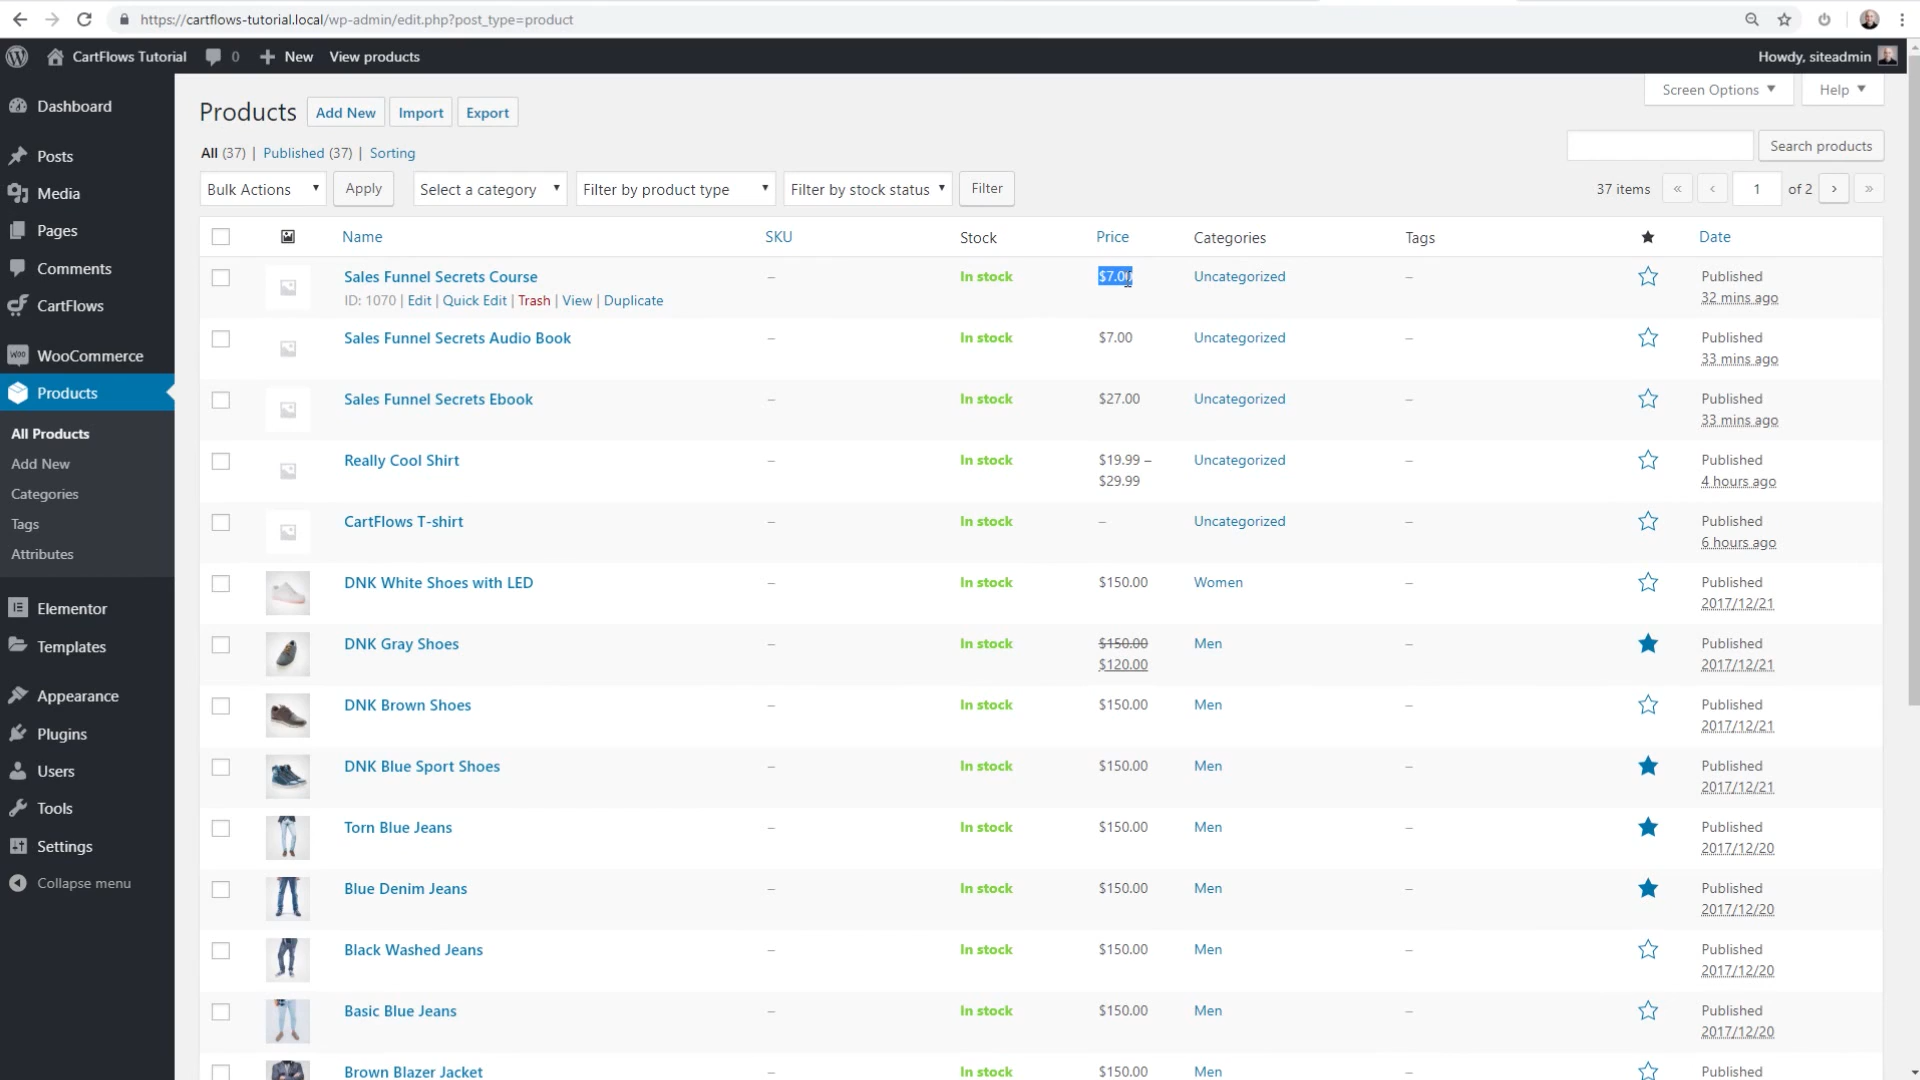 https://cartflows-tutorial.local/wp-admin/edit.php?post_type=product
CartFlows Tutorial 0 New View products Howdy, siteadmin
Screen Options Help
Dashboard
Posts
Media
Pages
Comments
CartFlows
WooCommerce
Products
All Products
Add New
Categories
Tags
Attributes
Elementor
Templates
Appearance
Plugins
Users
Tools
Settings
Collapse menu
Products Add New Import Export
All (37) | Published (37) | Sorting
Search products
Bulk Actions Apply Select a category Filter by product type Filter by stock status Filter 37 items « ‹ 1 of 2 › »
Name SKU Stock Price Categories Tags Date
Sales Funnel Secrets Course – In stock $7.00 Uncategorized – Published
ID: 1070 | Edit | Quick Edit | Trash | View | Duplicate 32 mins ago
Sales Funnel Secrets Audio Book – In stock $7.00 Uncategorized – Published
33 mins ago
Sales Funnel Secrets Ebook – In stock $27.00 Uncategorized – Published
33 mins ago
Really Cool Shirt – In stock $19.99 – Uncategorized – Published
$29.99 4 hours ago
CartFlows T-shirt – In stock – Uncategorized – Published
6 hours ago
DNK White Shoes with LED – In stock $150.00 Women – Published
2017/12/21
DNK Gray Shoes – In stock $150.00 Men – Published
$120.00 2017/12/21
DNK Brown Shoes – In stock $150.00 Men – Published
2017/12/21
DNK Blue Sport Shoes – In stock $150.00 Men – Published
2017/12/21
Torn Blue Jeans – In stock $150.00 Men – Published
2017/12/20
Blue Denim Jeans – In stock $150.00 Men – Published
2017/12/20
Black Washed Jeans – In stock $150.00 Men – Published
2017/12/20
Basic Blue Jeans – In stock $150.00 Men – Published
2017/12/20
Brown Blazer Jacket – In stock $150.00 Men – Published